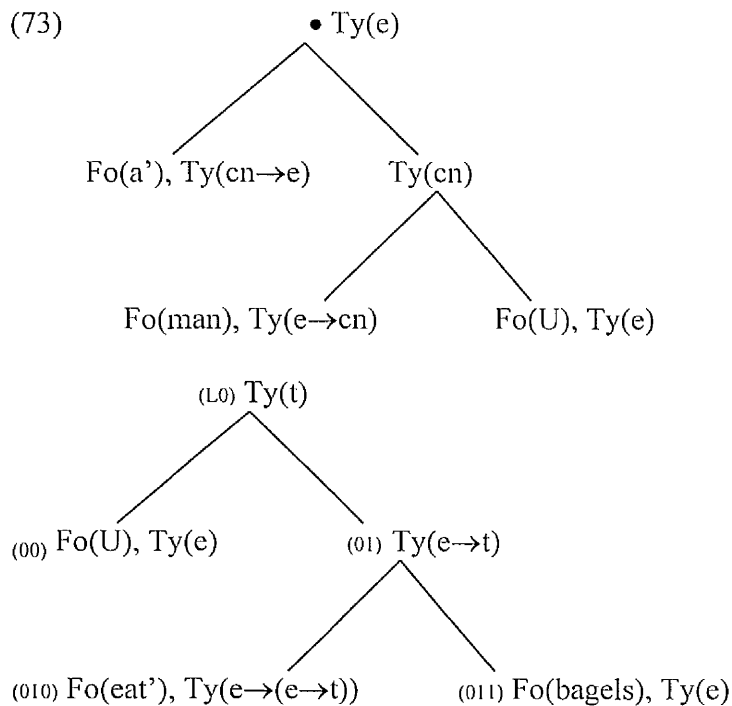 (73) • Ty(e)
Fo(a’), Ty(cn→e) Ty(cn)
Fo(man), Ty(e→cn) Fo(U), Ty(e)
(L0) Ty(t)
(00) Fo(U), Ty(e) (01) Ty(e→t)
(010) Fo(eat’), Ty(e→(e→t)) (011) Fo(bagels), Ty(e)